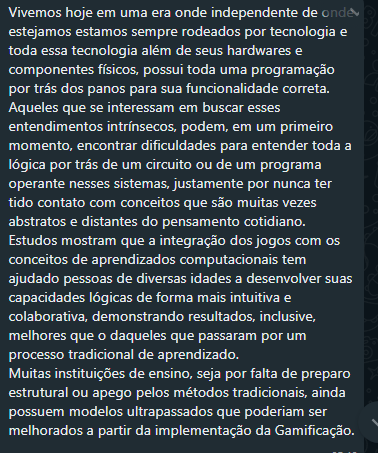 Vivemos hoje em uma era onde independente de onde
estejamos estamos sempre rodeados por tecnologia e
toda essa tecnologia além de seus hardwares e
componentes físicos, possui toda uma programação
por trás dos panos para sua funcionalidade correta.
Aqueles que se interessam em buscar esses
entendimentos intrínsecos, podem, em um primeiro
momento, encontrar dificuldades para entender toda a
lógica por trás de um circuito ou de um programa
operante nesses sistemas, justamente por nunca ter
tido contato com conceitos que são muitas vezes
abstratos e distantes do pensamento cotidiano.
Estudos mostram que a integração dos jogos com os
conceitos de aprendizados computacionais tem
ajudado pessoas de diversas idades a desenvolver suas
capacidades lógicas de forma mais intuitiva e
colaborativa, demonstrando resultados, inclusive,
melhores que o daqueles que passaram por um
processo tradicional de aprendizado.
Muitas instituições de ensino, seja por falta de preparo
estrutural ou apego pelos métodos tradicionais, ainda
possuem modelos ultrapassados que poderiam ser
melhorados a partir da implementação da Gamificação.